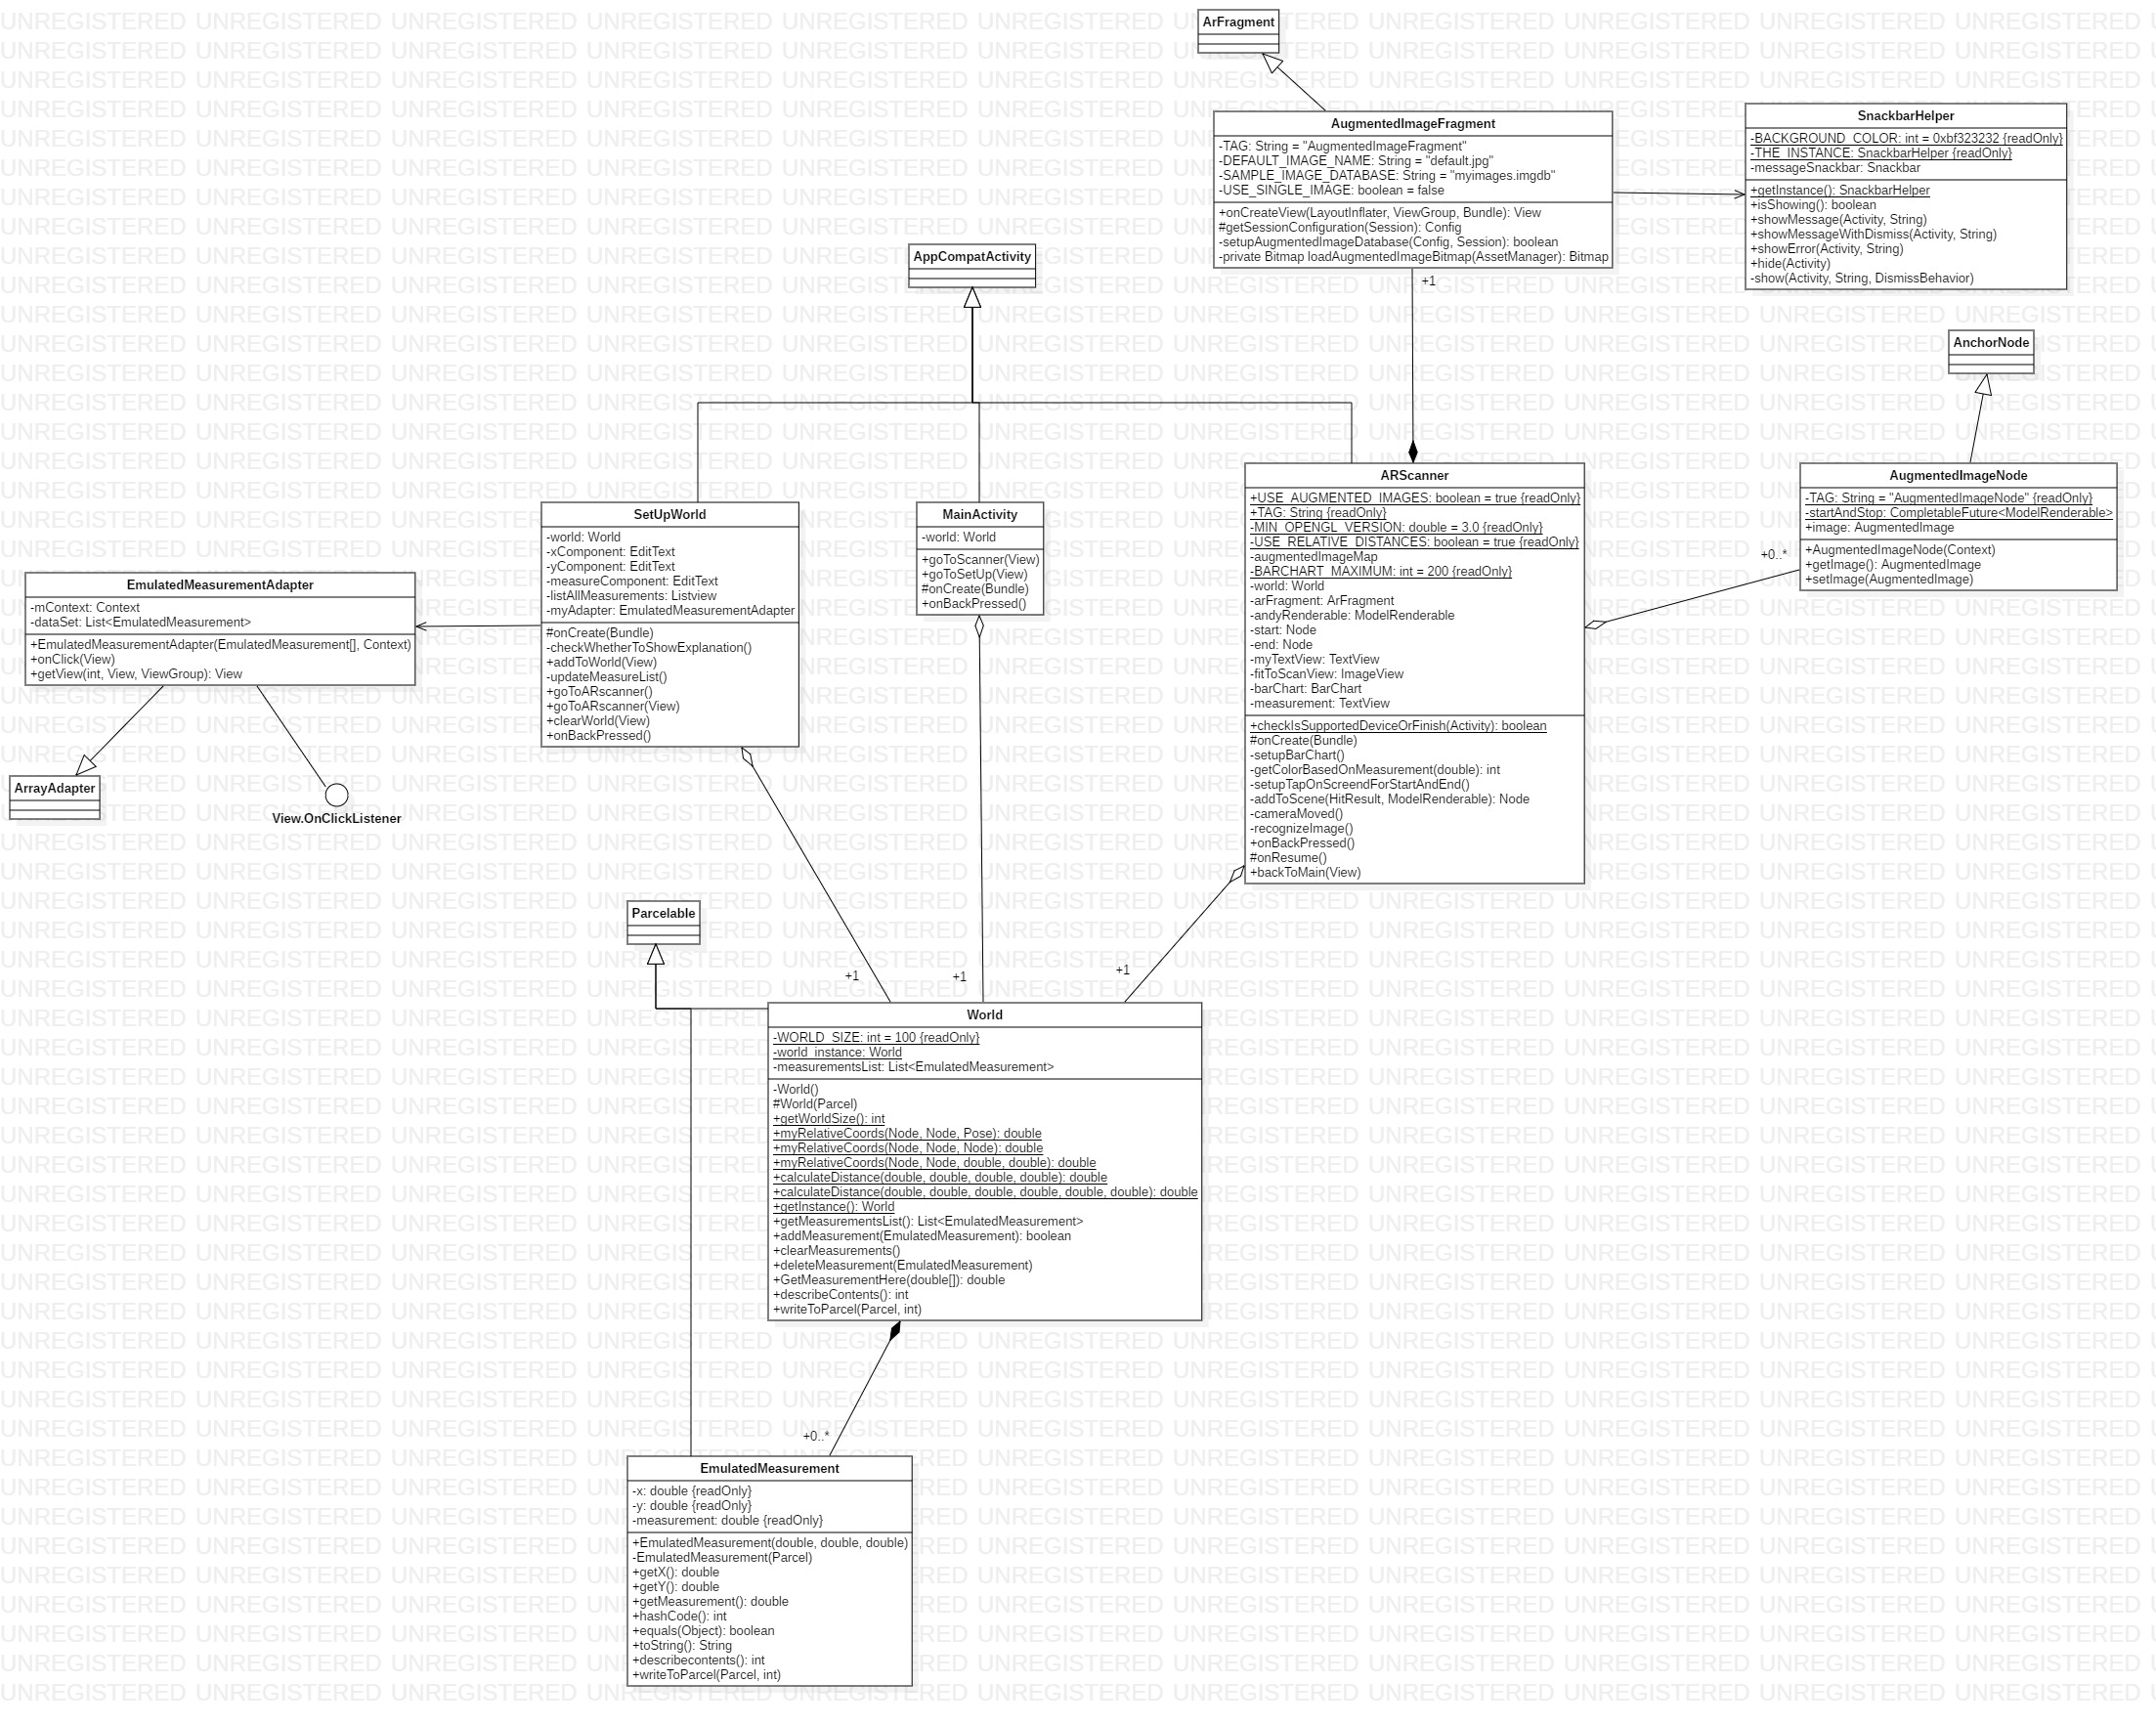 ArFragment
AugmentedImageFragment
-TAG: String = "AugmentedImageFragment"
-DEFAULT_IMAGE_NAME: String = "default.jpg"
-SAMPLE_IMAGE_DATABASE: String = "myimages.imgdb"
-USE_SINGLE_IMAGE: boolean = false
+onCreateView(LayoutInflater, ViewGroup, Bundle): View
#getSessionConfiguration(Session): Config
-setupAugmentedImageDatabase(Config, Session): boolean
-private Bitmap loadAugmentedImageBitmap(AssetManager): Bitmap
+1
SnackbarHelper
-BACKGROUND_COLOR: int = 0xbf323232 {readOnly}
-THE_INSTANCE: SnackbarHelper {readOnly}
-messageSnackbar: Snackbar
+getInstance(): SnackbarHelper
+isShowing(): boolean
+showMessage(Activity, String)
+showMessageWithDismiss(Activity, String)
+showError(Activity, String)
+hide(Activity)
-show(Activity, String, DismissBehavior)
AppCompatActivity
AnchorNode
ARScanner
+USE_AUGMENTED_IMAGES: boolean = true {readOnly}
+TAG: String {readOnly}
-MIN_OPENGL_VERSION: double = 3.0 {readOnly}
-USE_RELATIVE_DISTANCES: boolean = true {readOnly}
-augmentedImageMap
-BARCHART_MAXIMUM: int = 200 {readOnly}
-world: World
-arFragment: ArFragment
-andyRenderable: ModelRenderable
-start: Node
-end: Node
-myTextView: TextView
-fitToScanView: ImageView
-barChart: BarChart
-measurement: TextView
+checkIsSupportedDeviceOrFinish(Activity): boolean
#onCreate(Bundle)
-setupBarChart()
-getColorBasedOnMeasurement(double): int
-setupTapOnScreendForStartAndEnd()
-addToScene(HitResult, ModelRenderable): Node
-cameraMoved()
-recognizeImage()
+onBackPressed()
#onResume()
+backToMain(View)
AugmentedImageNode
-TAG: String = "AugmentedImageNode" {readOnly}
-startAndStop: CompletableFuture<ModelRenderable>
+image: AugmentedImage
+AugmentedImageNode(Context)
+getImage(): AugmentedImage
+setImage(AugmentedImage)
+0..*
SetUpWorld
-world: World
-xComponent: EditText
-yComponent: EditText
-measureComponent: EditText
-listAllMeasurements: Listview
-myAdapter: EmulatedMeasurementAdapter
#onCreate(Bundle)
-checkWhetherToShowExplanation()
+addToWorld(View)
-updateMeasureList()
+goToARscanner()
+goToARscanner(View)
+clearWorld(View)
+onBackPressed()
MainActivity
-world: World
+goToScanner(View)
+goToSetUp(View)
#onCreate(Bundle)
+onBackPressed()
EmulatedMeasurementAdapter
-mContext: Context
-dataSet: List<EmulatedMeasurement>
+EmulatedMeasurementAdapter(EmulatedMeasurement[], Context)
+onClick(View)
+getView(int, View, ViewGroup): View
ArrayAdapter
View.OnClickListener
Parcelable
+1
+1
+1
World
-WORLD_SIZE: int = 100 {readOnly}
-world_instance: World
-measurementsList: List<EmulatedMeasurement>
-World()
#World(Parcel)
+getWorldSize(): int
+myRelativeCoords(Node, Node, Pose): double
+myRelativeCoords(Node, Node, Node): double
+myRelativeCoords(Node, Node, double, double): double
+calculateDistance(double, double, double, double): double
+calculateDistance(double, double, double, double, double, double): double
+getInstance(): World
+getMeasurementsList(): List<EmulatedMeasurement>
+addMeasurement(EmulatedMeasurement): boolean
+clearMeasurements()
+deleteMeasurement(EmulatedMeasurement)
+GetMeasurementHere(double[]): double
+describeContents(): int
+writeToParcel(Parcel, int)
+0..*
EmulatedMeasurement
-x: double {readOnly}
-y: double {readOnly}
-measurement: double {readOnly}
+EmulatedMeasurement(double, double, double)
-EmulatedMeasurement(Parcel)
+getX(): double
+getY(): double
+getMeasurement(): double
+hashCode(): int
+equals(Object): boolean
+toString(): String
+describecontents(): int
+writeToParcel(Parcel, int)